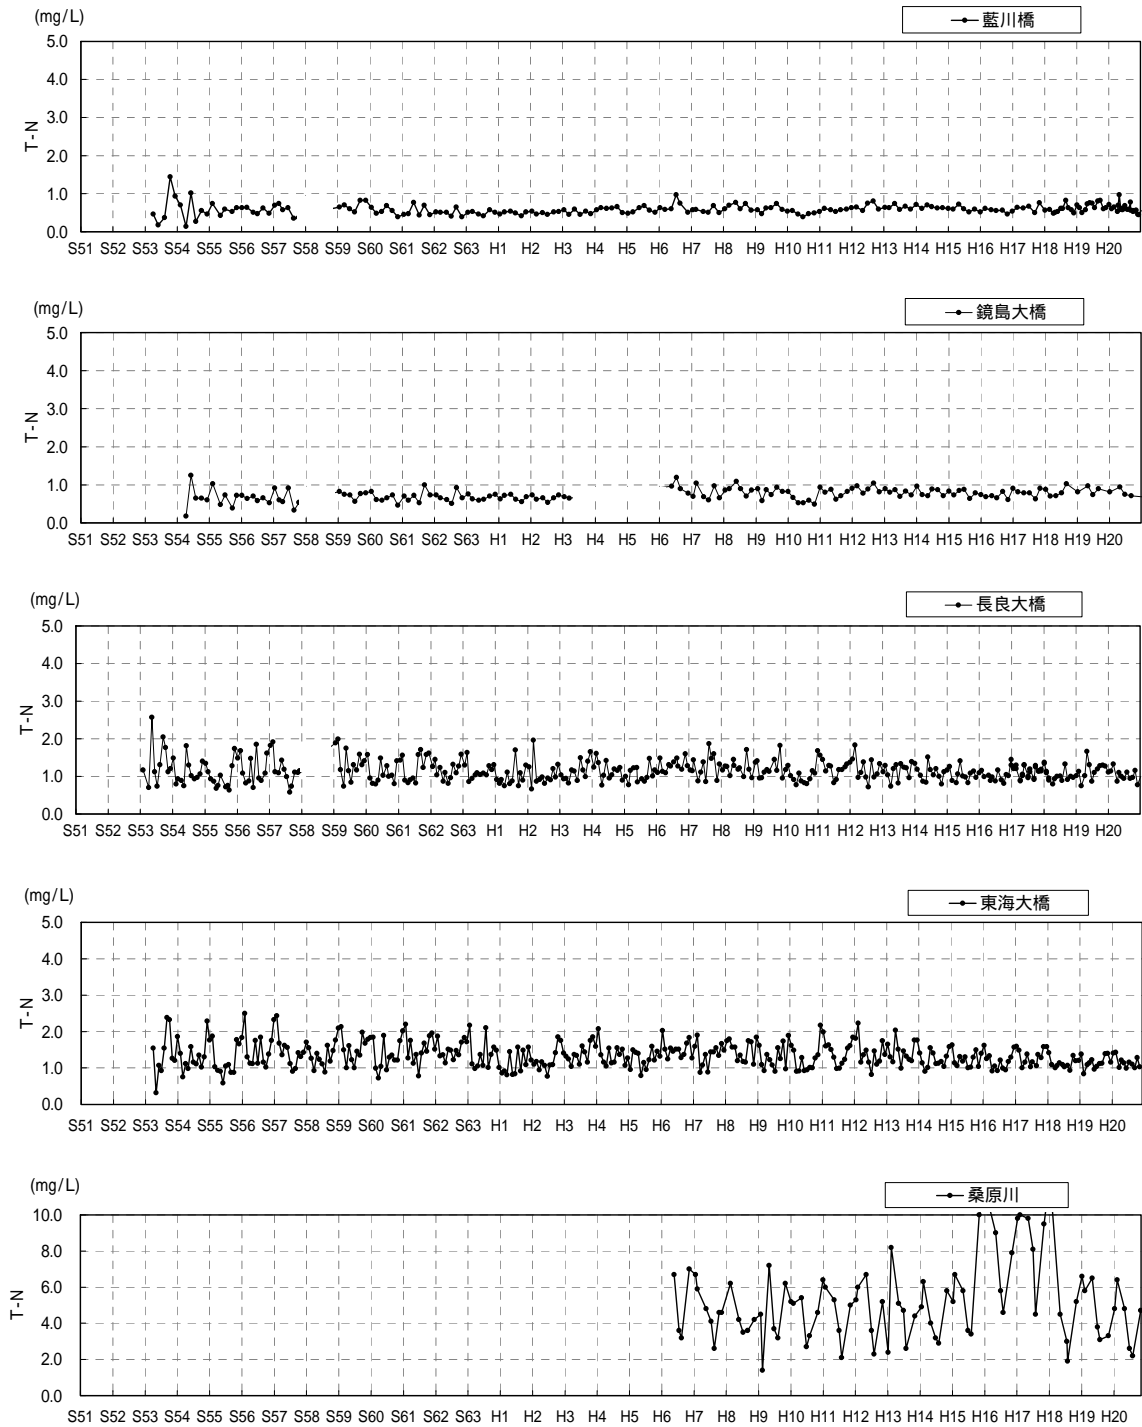 (mg/L)
藍川橋
5.0
4.0
3.0
2.0
1.0
0.0
T-N
S51 S52 S53 S54 S55 S56 S57 S58 S59 S60 S61 S62 S63 H1 H2 H3 H4 H5 H6 H7 H8 H9 H10 H11 H12 H13 H14 H15 H16 H17 H18 H19 H20
(mg/L)
鏡島大橋
5.0
4.0
3.0
2.0
1.0
0.0
T-N
S51 S52 S53 S54 S55 S56 S57 S58 S59 S60 S61 S62 S63 H1 H2 H3 H4 H5 H6 H7 H8 H9 H10 H11 H12 H13 H14 H15 H16 H17 H18 H19 H20
(mg/L)
長良大橋
5.0
4.0
3.0
2.0
1.0
0.0
T-N
S51 S52 S53 S54 S55 S56 S57 S58 S59 S60 S61 S62 S63 H1 H2 H3 H4 H5 H6 H7 H8 H9 H10 H11 H12 H13 H14 H15 H16 H17 H18 H19 H20
(mg/L)
東海大橋
5.0
4.0
3.0
2.0
1.0
0.0
T-N
S51 S52 S53 S54 S55 S56 S57 S58 S59 S60 S61 S62 S63 H1 H2 H3 H4 H5 H6 H7 H8 H9 H10 H11 H12 H13 H14 H15 H16 H17 H18 H19 H20
(mg/L)
桑原川
10.0
8.0
6.0
4.0
2.0
0.0
T-N
S51 S52 S53 S54 S55 S56 S57 S58 S59 S60 S61 S62 S63 H1 H2 H3 H4 H5 H6 H7 H8 H9 H10 H11 H12 H13 H14 H15 H16 H17 H18 H19 H20